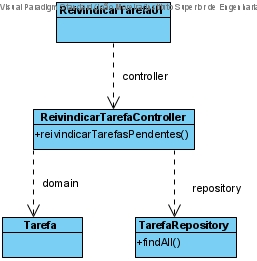 ReivindicarTarefaUI
controller
ReivindicarTarefaController
+reivindicarTarefasPendentes()
domain
repository
Tarefa
TarefaRepository
+findAll()